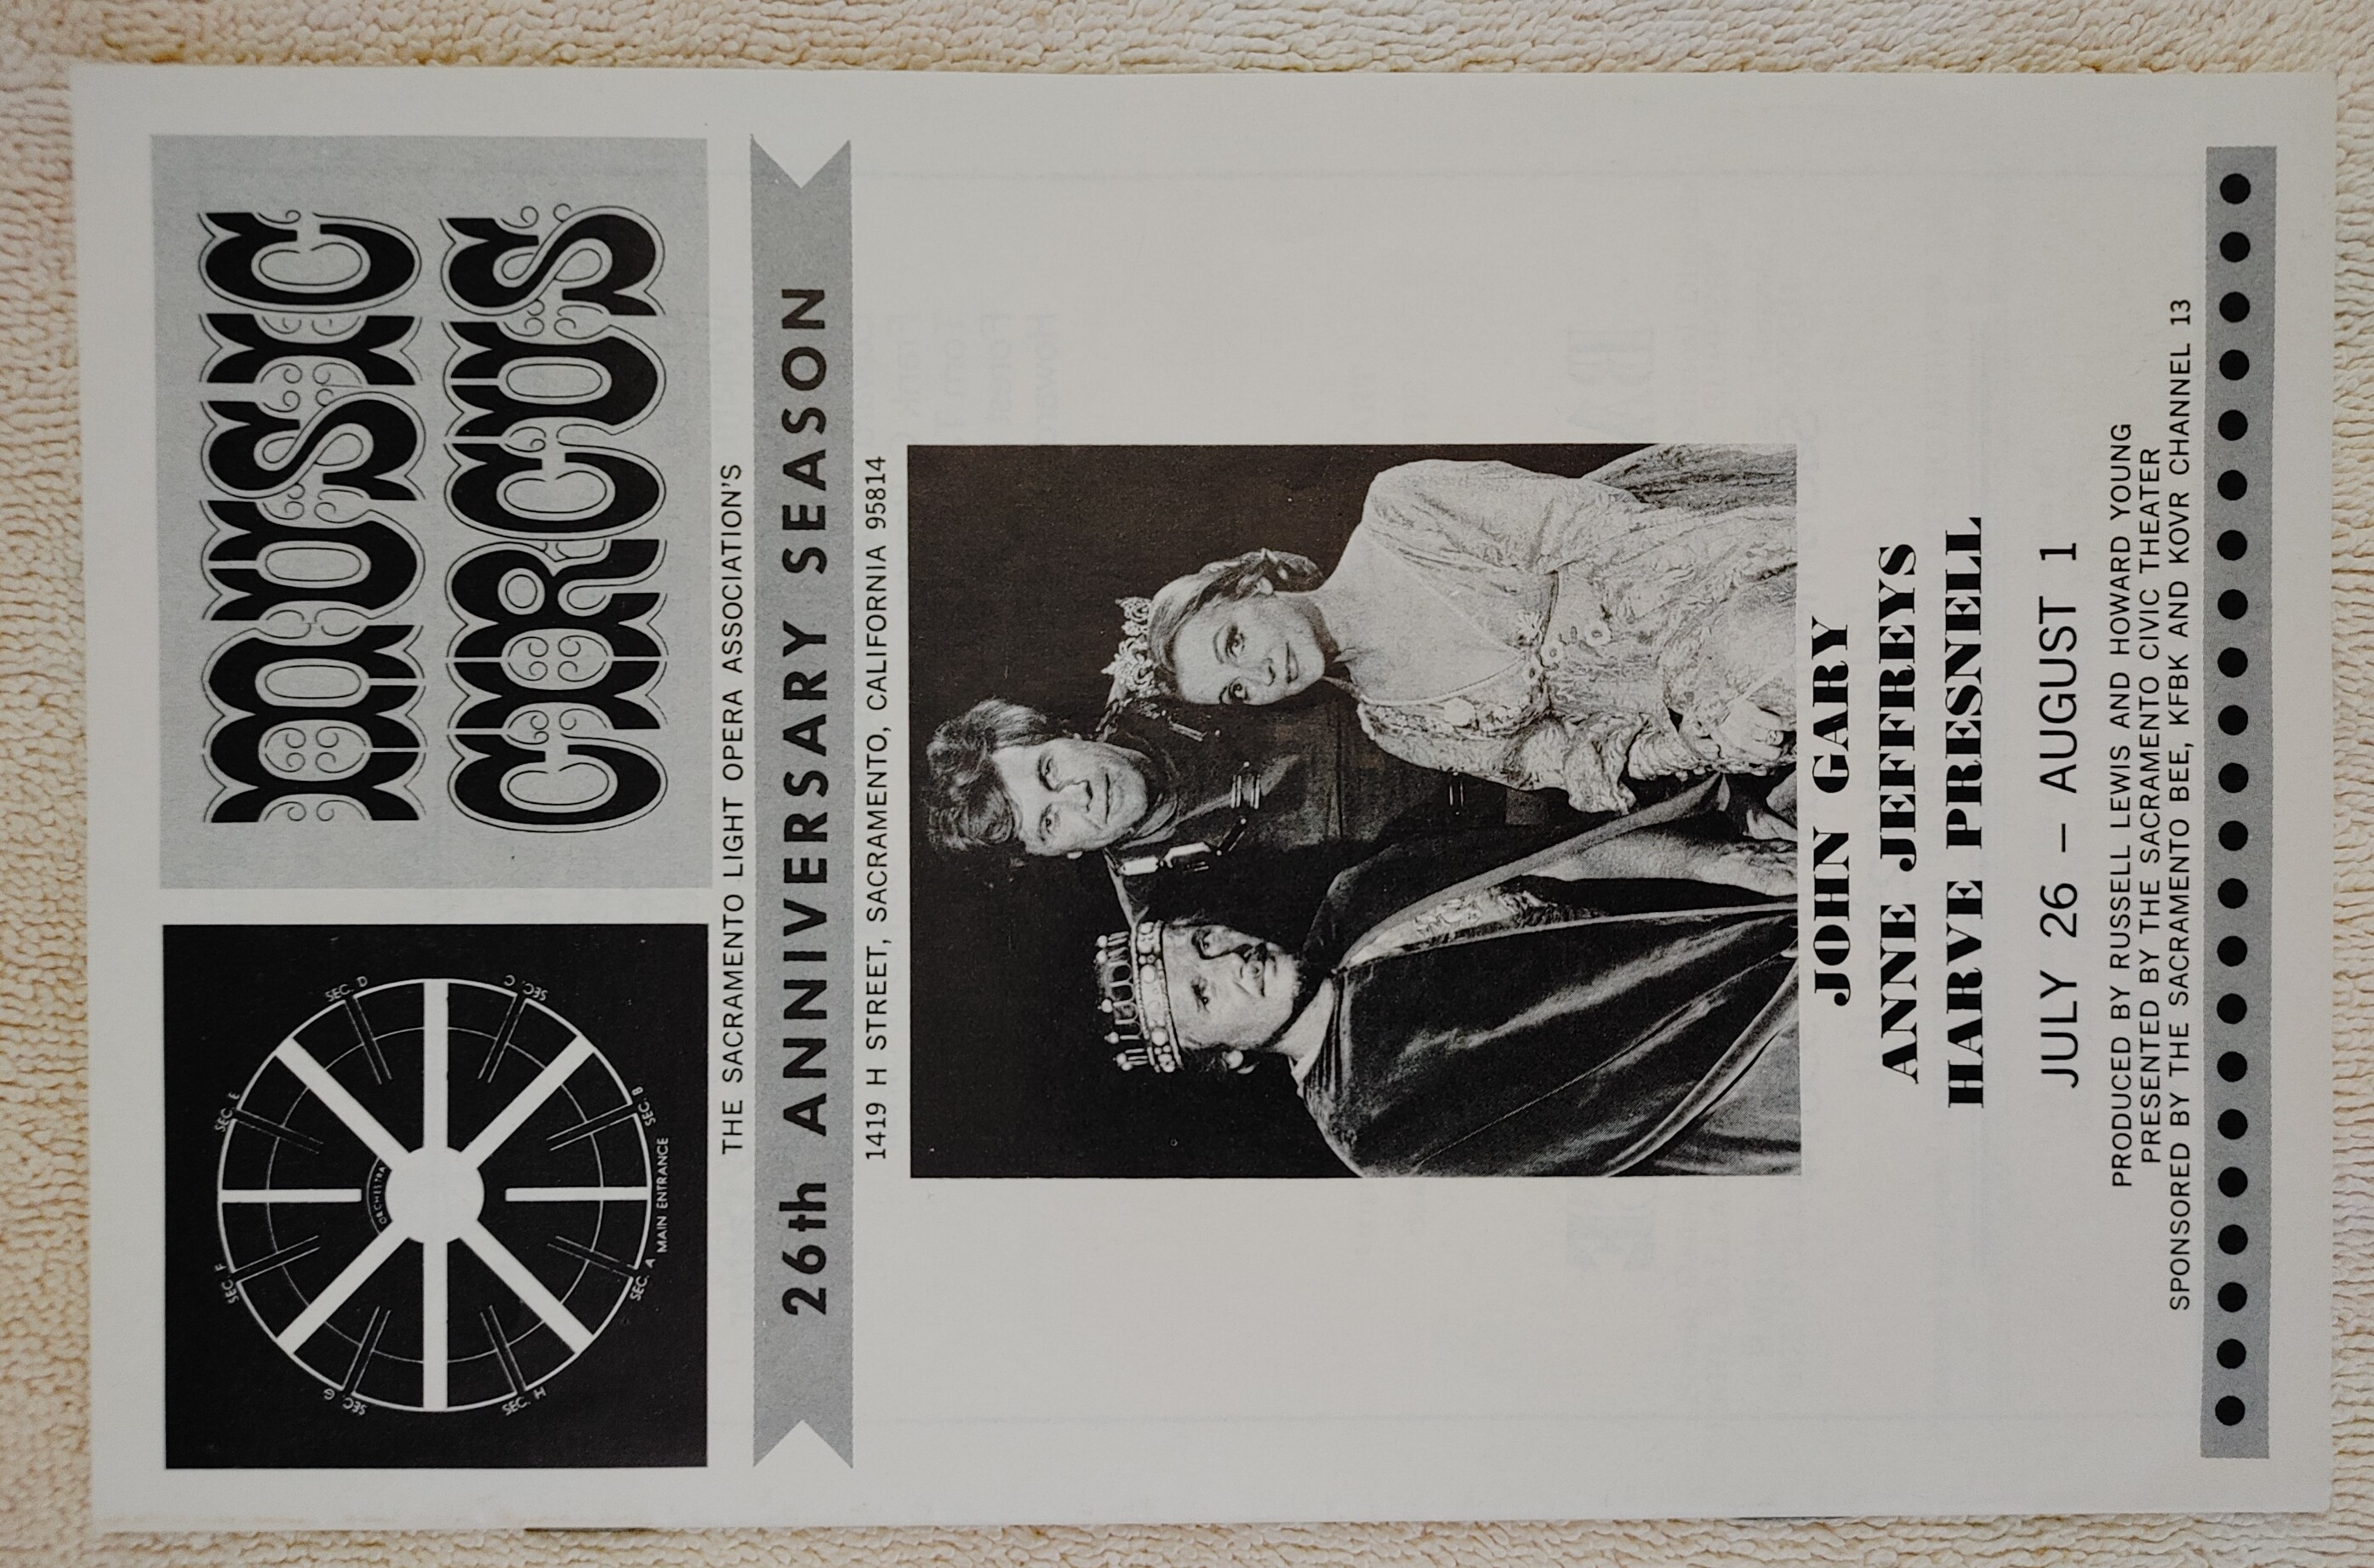 SEC. A
SEC. B
SEC. C
SEC. D
SEC. E
SEC. F
SEC. G
SEC. H
ORCHESTRA
MAIN ENTRANCE
MUSIC
CIRCUS
THE SACRAMENTO LIGHT OPERA ASSOCIATION'S
26th ANNIVERSARY SEASON
1419 H STREET, SACRAMENTO, CALIFORNIA 95814
JOHN GARY
ANNE JEFFREYS
HARVE PRESNELL
JULY 26 – AUGUST 1
PRODUCED BY RUSSELL LEWIS AND HOWARD YOUNG
PRESENTED BY THE SACRAMENTO CIVIC THEATER
SPONSORED BY THE SACRAMENTO BEE, KFBK AND KOVR CHANNEL 13